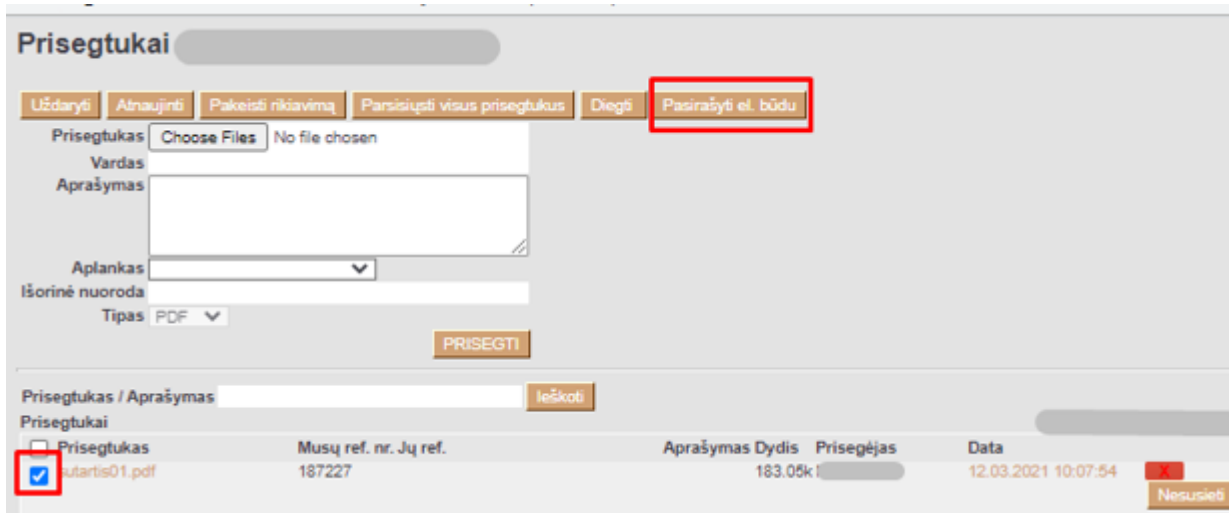 Prisegtukai
Uždaryti Atnaujinti Pakeisti rikiavimą Parsisiųsti visus prisegtukus Diegti Pasirašyti el. būdu
Prisegtukas Choose Files No file chosen
Vardas
Aprašymas
Aplankas
Išorinė nuoroda
Tipas PDF
PRISEGTI
Prisegtukas / Aprašymas Ieškoti
Prisegtukai
Prisegtukas Musų ref. nr. Jų ref. Aprašymas Dydis Prisegėjas Data
sutartis01.pdf 187227 183.05k 12.03.2021 10:07:54 X
Nesusieti